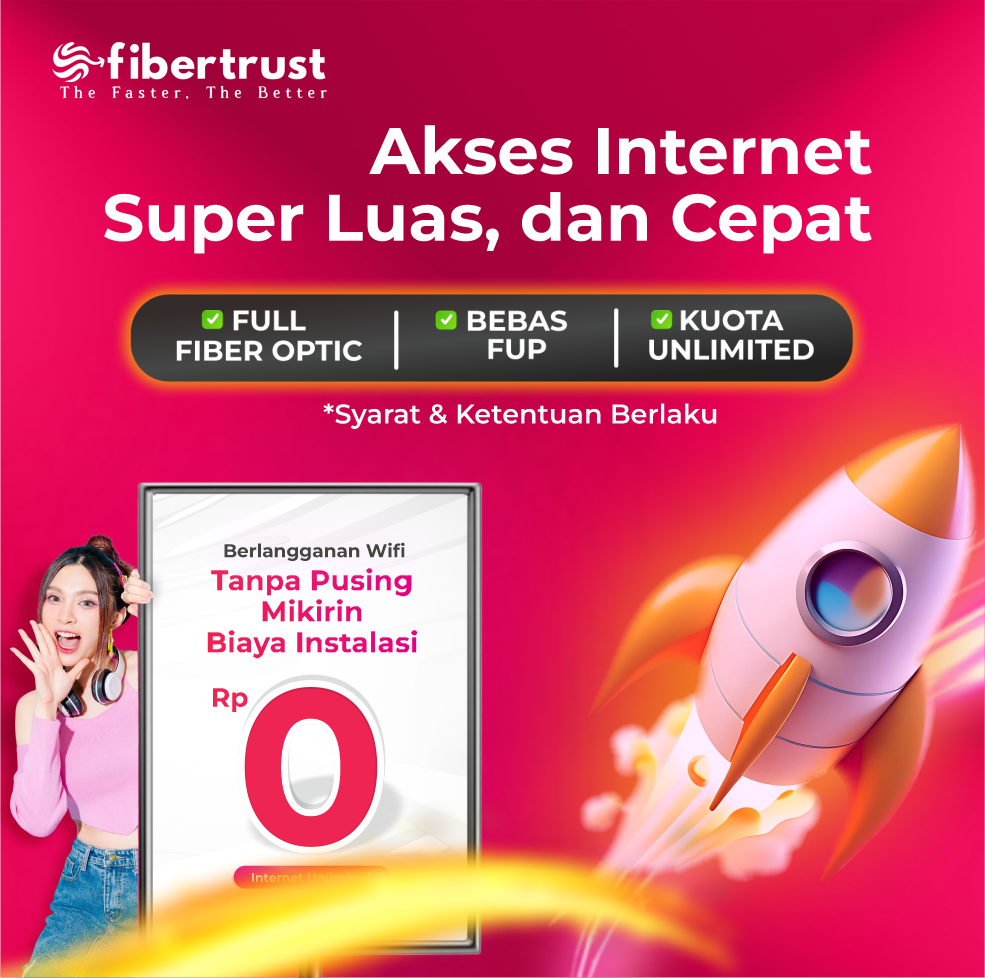 fibertrust
The Faster, The Better
Akses Internet
Super Luas, dan Cepat
✅ FULL
FIBER OPTIC
✅ BEBAS
FUP
✅ KUOTA
UNLIMITED
*Syarat & Ketentuan Berlaku
Berlangganan Wifi
Tanpa Pusing
Mikirin
Biaya Instalasi
Rp
0
Internet